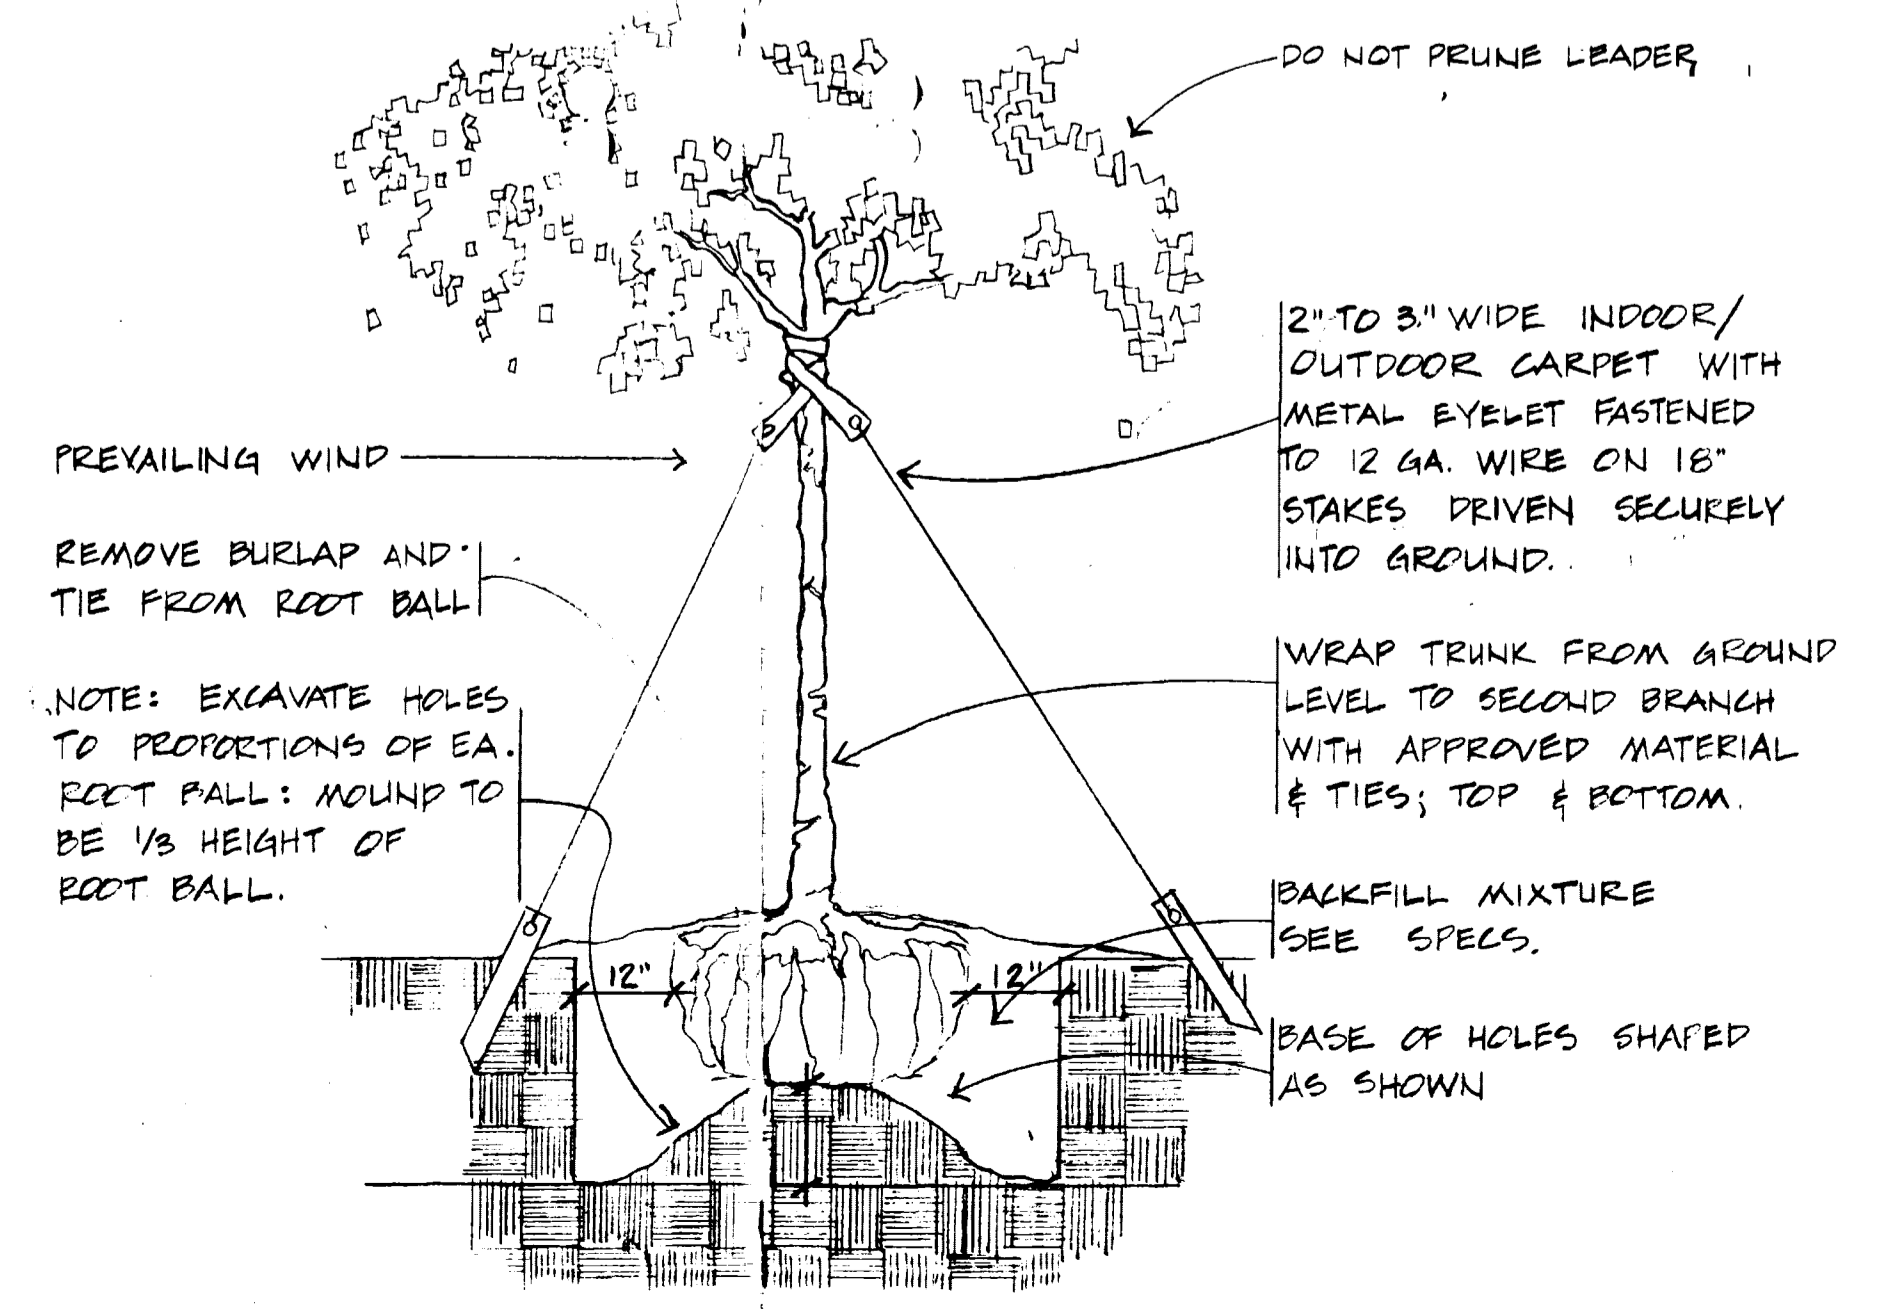 DO NOT PRUNE LEADER
2" TO 3" WIDE INDOOR/
OUTDOOR CARPET WITH
METAL EYELET FASTENED
TO 12 GA. WIRE ON 18"
STAKES DRIVEN SECURELY
INTO GROUND.
PREVAILING WIND
REMOVE BURLAP AND
TIE FROM ROOT BALL
WRAP TRUNK FROM GROUND
LEVEL TO SECOND BRANCH
WITH APPROVED MATERIAL
& TIES; TOP & BOTTOM.
NOTE: EXCAVATE HOLES
TO PROPORTIONS OF EA.
ROOT BALL: MOUND TO
BE 1/3 HEIGHT OF
ROOT BALL.
BACKFILL MIXTURE
SEE SPECS.
12"
12"
BASE OF HOLES SHAPED
AS SHOWN